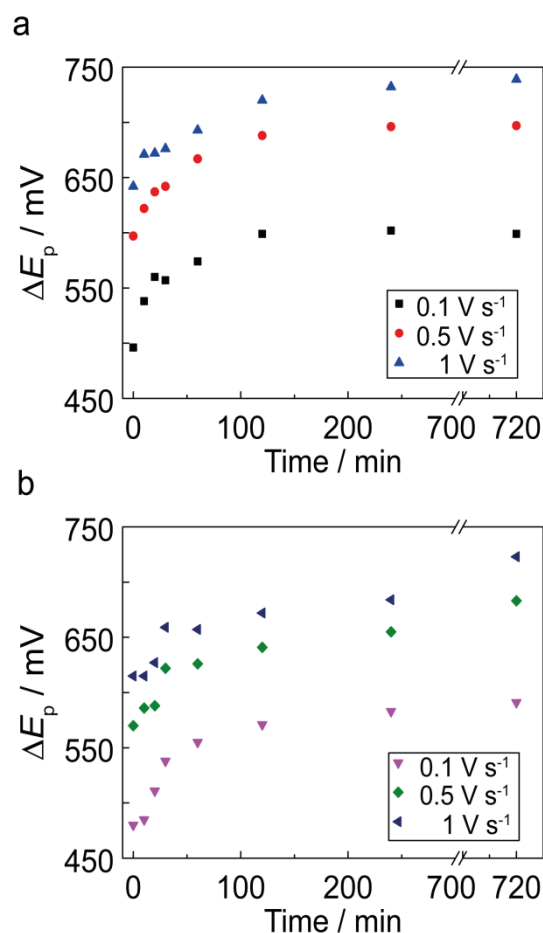 a
750
650
550
450
ΔEp / mV
0.1 V s⁻¹
0.5 V s⁻¹
1 V s⁻¹
0 100 200 700 720
Time / min
b
750
650
550
450
ΔEp / mV
0.1 V s⁻¹
0.5 V s⁻¹
1 V s⁻¹
0 100 200 700 720
Time / min